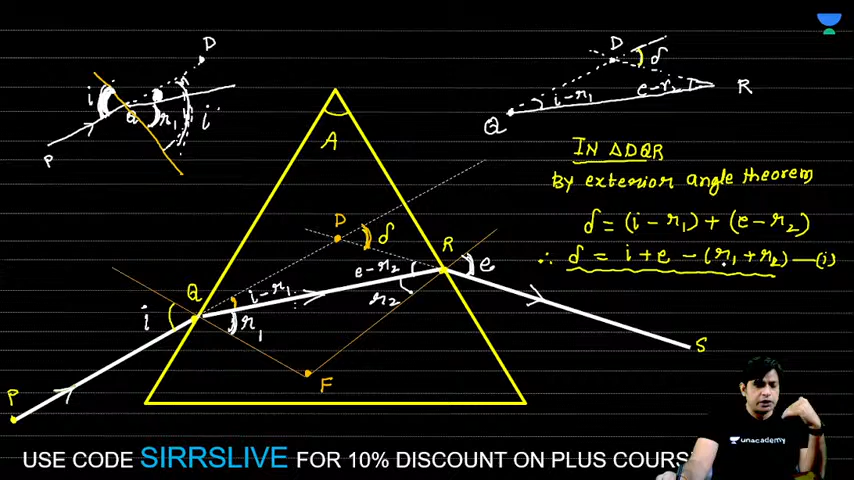 D
i
Q
r₁
i
P
D
δ
i-r₁
e-r₂
R
Q
IN ΔDQR
By exterior angle theorem
δ = (i-r₁) + (e-r₂)
∴ δ = i+e-(r₁+r₂) —(i)
A
D
δ
R
e-r₂
e
Q
i-r₁
r₂
i
r₁
F
S
P
unacademy
USE CODE SIRRSLIVE FOR 10% DISCOUNT ON PLUS COURS